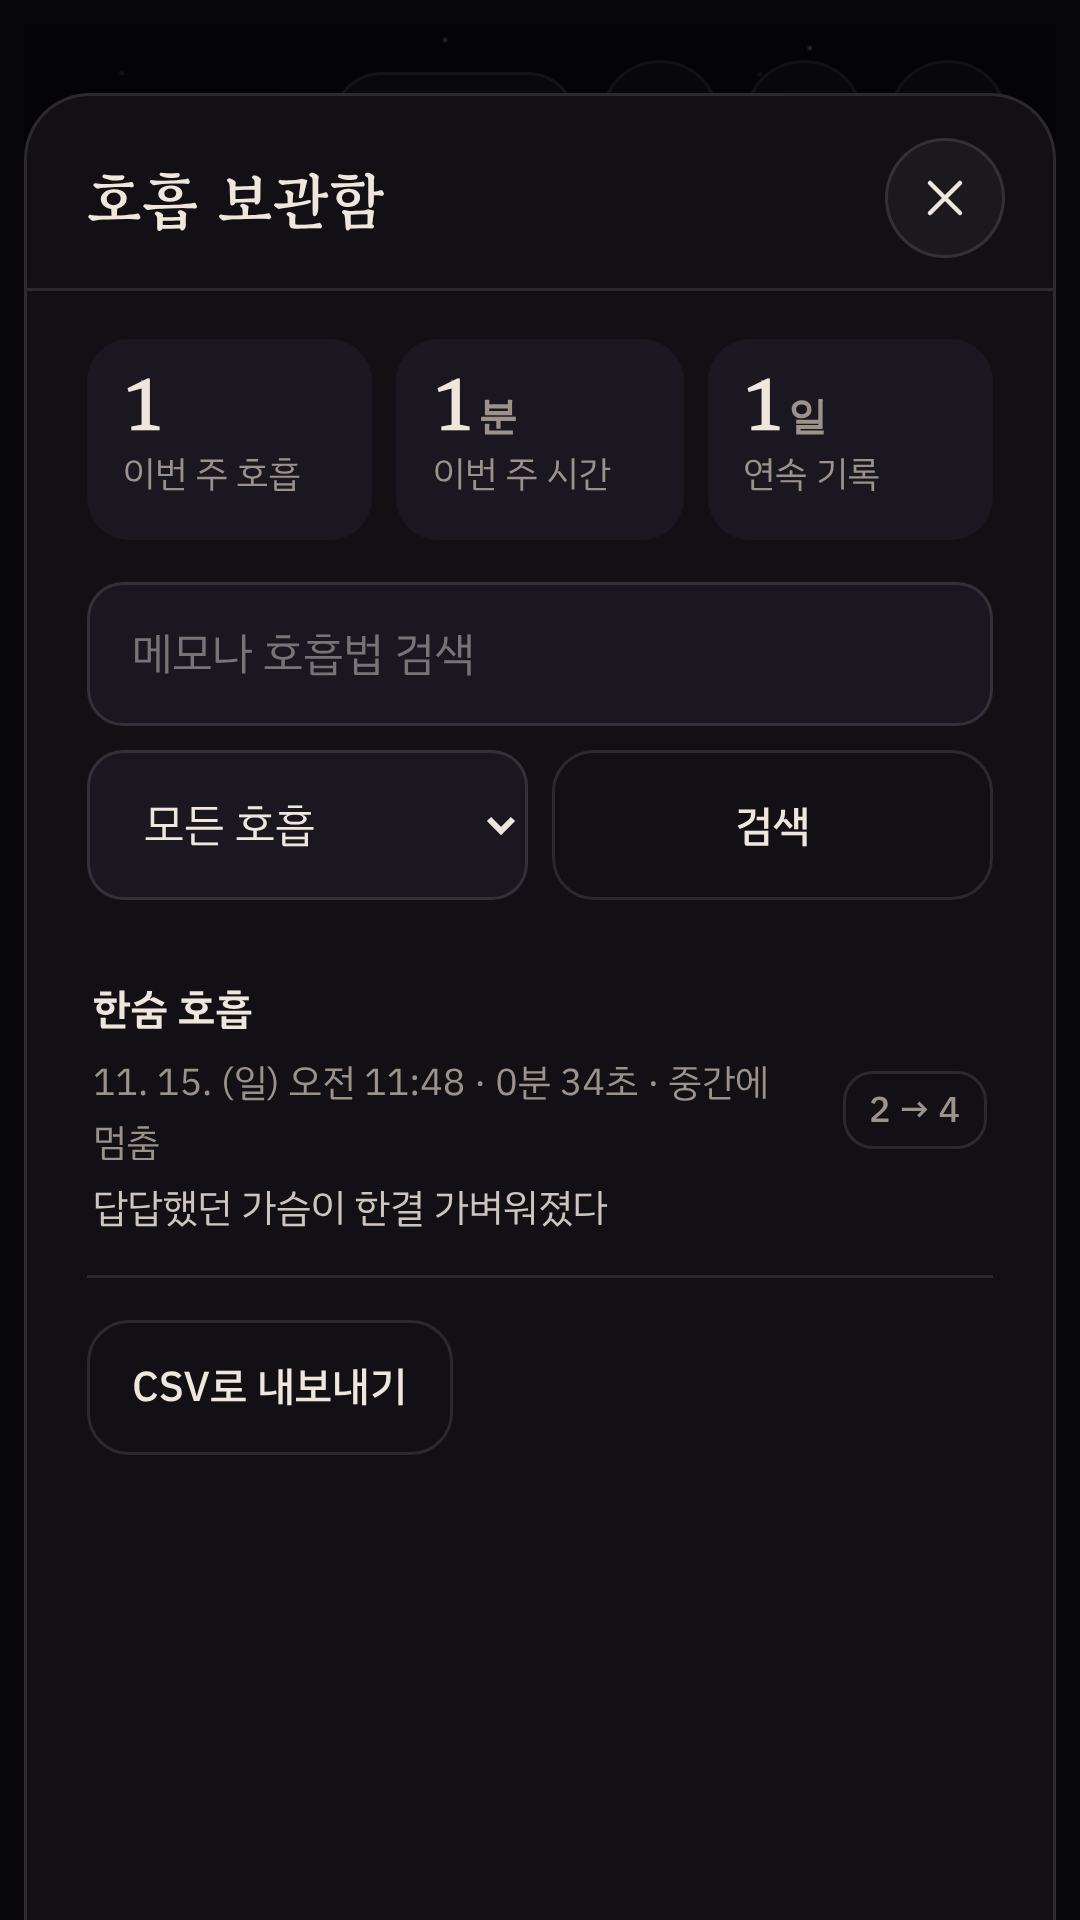 호흡 보관함
1
이번 주 호흡
1분
이번 주 시간
1일
연속 기록
메모나 호흡법 검색
모든 호흡
검색
한숨 호흡
11. 15. (일) 오전 11:48 · 0분 34초 · 중간에
멈춤
2 → 4
답답했던 가슴이 한결 가벼워졌다
CSV로 내보내기